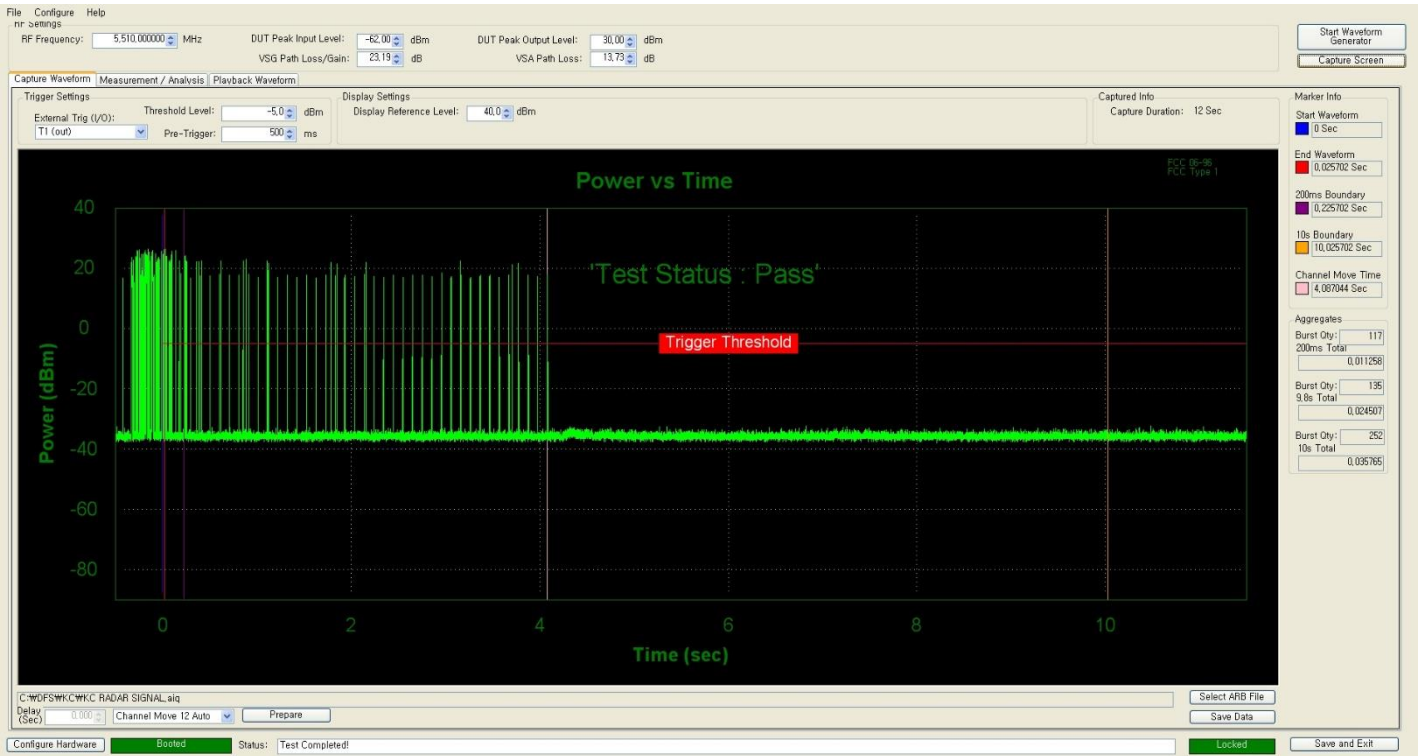 File Configure Help
RF Settings
RF Frequency: 5,510,000000 MHz DUT Peak Input Level: -62,00 dBm DUT Peak Output Level: 30,00 dBm
VSG Path Loss/Gain: 23,19 dB VSA Path Loss: 13,73 dB
Start Waveform
Generator
Capture Screen
Capture Waveform Measurement / Analysis Playback Waveform
Trigger Settings
Threshold Level: -5,0 dBm
External Trig (I/O):
T1 (out) Pre-Trigger: 500 ms
Display Settings
Display Reference Level: 40,0 dBm
Captured Info
Capture Duration: 12 Sec
Marker Info
Start Waveform
0 Sec
End Waveform
0,025702 Sec
200ms Boundary
0,225702 Sec
10s Boundary
10,025702 Sec
Channel Move Time
4,087044 Sec
Aggregates
Burst Qty: 117
200ms Total
0,011258
Burst Qty: 135
9.8s Total
0,024507
Burst Qty: 252
10s Total
0,035765
FCC 06-96
FCC Type 1
Power vs Time
'Test Status : Pass'
Trigger Threshold
Power (dBm)
40
20
0
-20
-40
-60
-80
0 2 4 6 8 10
Time (sec)
C:₩DFS₩KC₩KC RADAR SIGNAL,aiq
Select ARB File
Delay
(Sec) 0,000 Channel Move 12 Auto Prepare
Save Data
Configure Hardware Booted Status: Test Completed! Locked Save and Exit